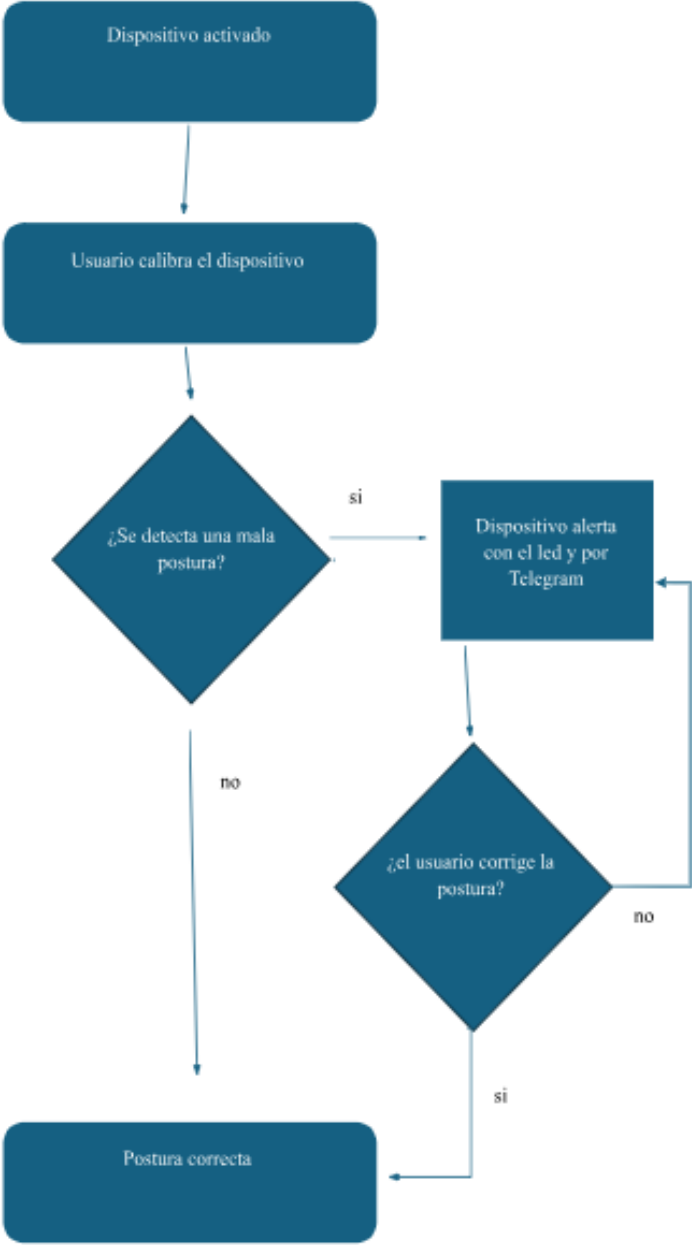 Dispositivo activado
Usuario calibra el dispositivo
¿Se detecta una mala
postura?
si
Dispositivo alerta
con el led y por
Telegram
no
¿el usuario corrige la
postura?
no
si
Postura correcta